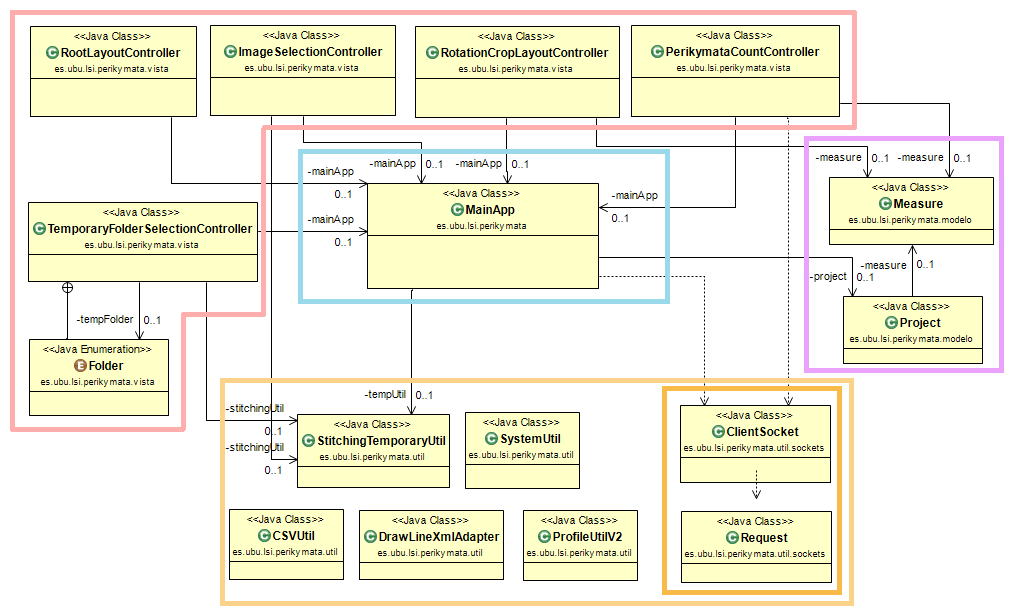 <<Java Class>>
RootLayoutController
es.ubu.lsi.perikymata.vista
<<Java Class>>
ImageSelectionController
es.ubu.lsi.perikymata.vista
<<Java Class>>
RotationCropLayoutController
es.ubu.lsi.perikymata.vista
<<Java Class>>
PerikymataCountController
es.ubu.lsi.perikymata.vista
-mainApp
0..1
-mainApp
0..1
-mainApp
0..1
-mainApp
0..1
-mainApp
0..1
-measure
0..1
-measure
0..1
<<Java Class>>
MainApp
es.ubu.lsi.perikymata
<<Java Class>>
Measure
es.ubu.lsi.perikymata.modelo
<<Java Class>>
TemporaryFolderSelectionController
es.ubu.lsi.perikymata.vista
-measure
0..1
-project
0..1
<<Java Class>>
Project
es.ubu.lsi.perikymata.modelo
-tempFolder
0..1
<<Java Enumeration>>
Folder
es.ubu.lsi.perikymata.vista
-tempUtil
0..1
-stitchingUtil
0..1
-stitchingUtil
0..1
<<Java Class>>
StitchingTemporaryUtil
es.ubu.lsi.perikymata.util
<<Java Class>>
SystemUtil
es.ubu.lsi.perikymata.util
<<Java Class>>
ClientSocket
es.ubu.lsi.perikymata.util.sockets
<<Java Class>>
CSVUtil
es.ubu.lsi.perikymata.util
<<Java Class>>
DrawLineXmlAdapter
es.ubu.lsi.perikymata.util
<<Java Class>>
ProfileUtilV2
es.ubu.lsi.perikymata.util
<<Java Class>>
Request
es.ubu.lsi.perikymata.util.sockets